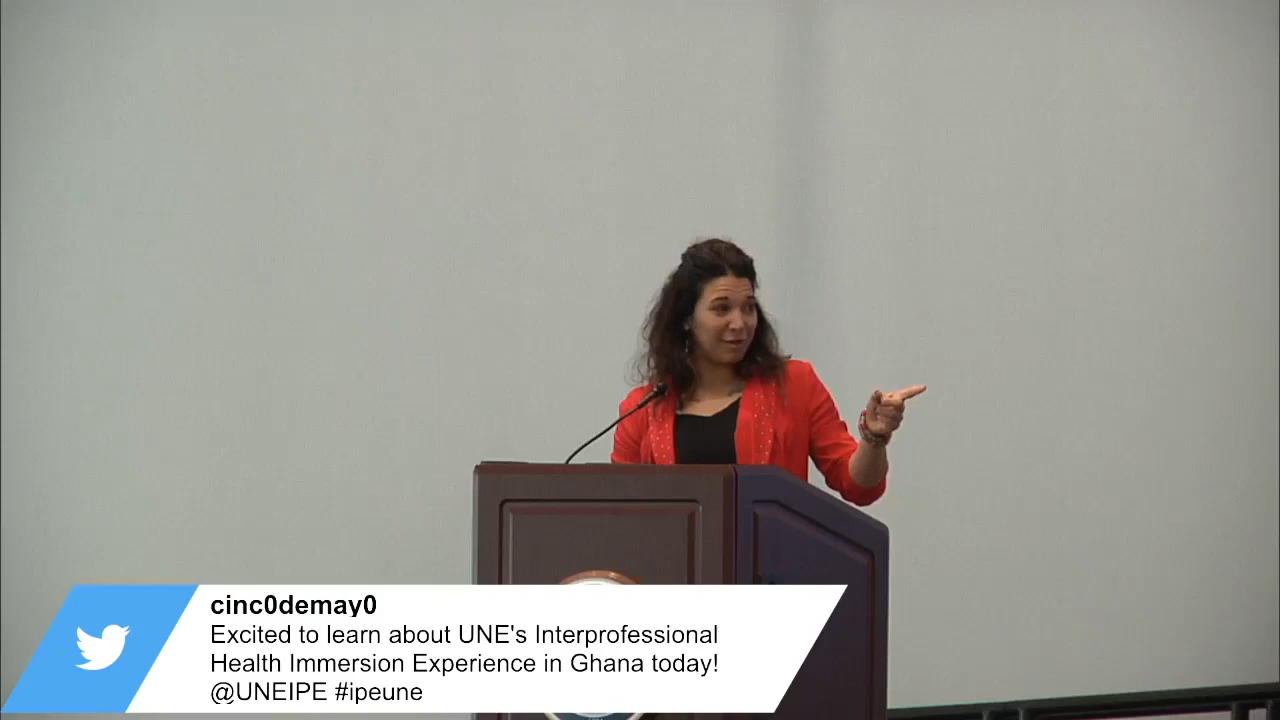 cinc0demay0
Excited to learn about UNE's Interprofessional
Health Immersion Experience in Ghana today!
@UNEIPE #ipeune